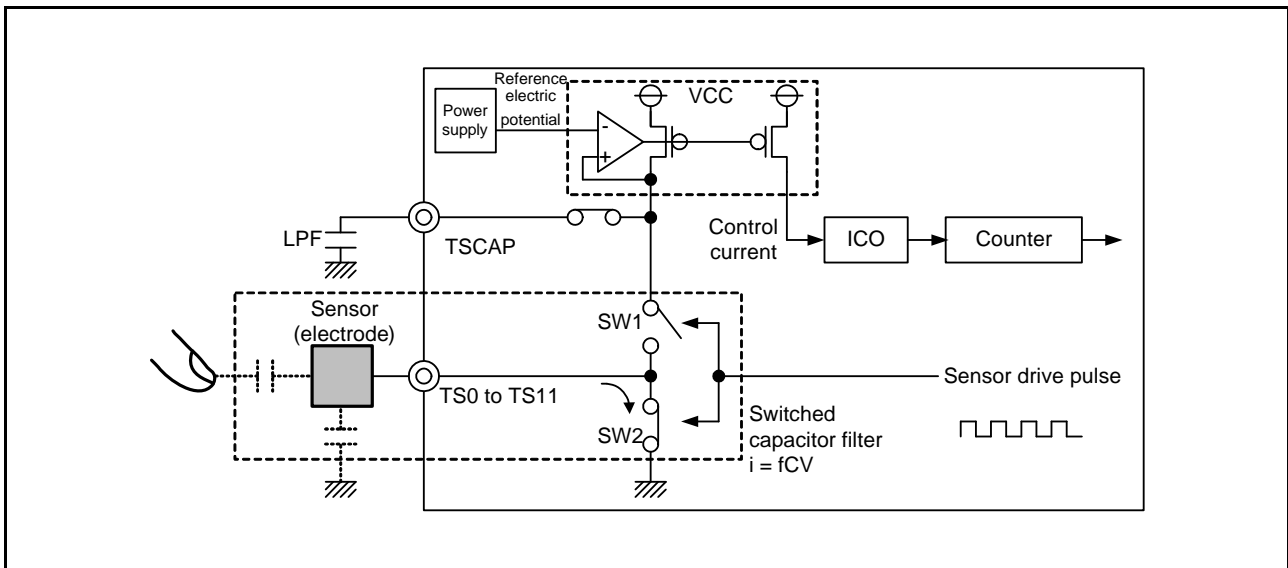 Reference
electric
potential
Power
supply
VCC
-
+
LPF
TSCAP
Control
current
ICO
Counter
Sensor
(electrode)
SW1
TS0 to TS11
SW2
Sensor drive pulse
Switched
capacitor filter
i = fCV